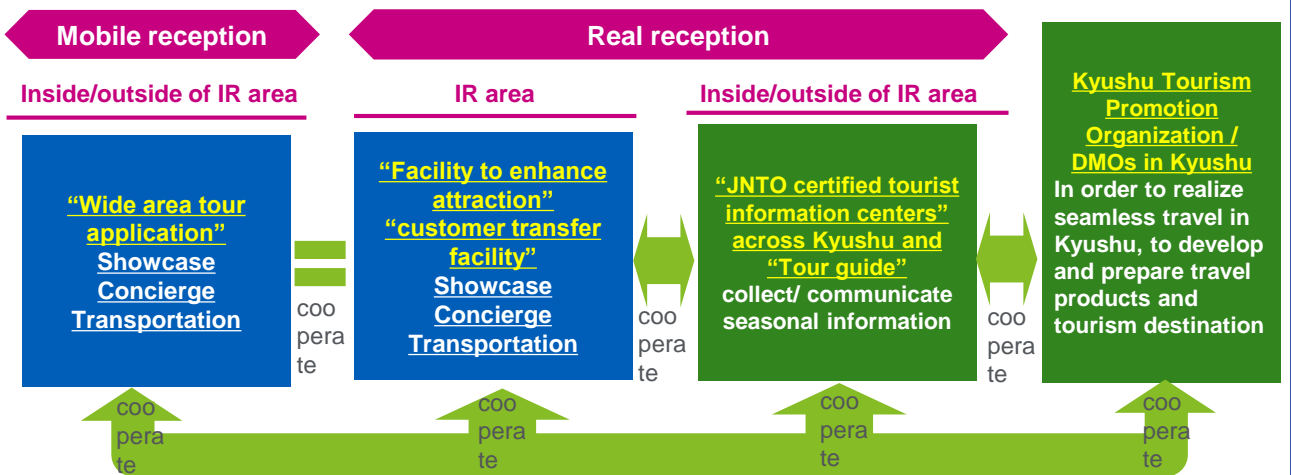 Mobile reception
Real reception
Inside/outside of IR area
IR area
Inside/outside of IR area
“Wide area tour
application”
Showcase
Concierge
Transportation
coo
pera
te
“Facility to enhance
attraction”
“customer transfer
facility”
Showcase
Concierge
Transportation
coo
pera
te
“JNTO certified tourist
information centers”
across Kyushu and
“Tour guide”
collect/ communicate
seasonal information
coo
pera
te
Kyushu Tourism
Promotion
Organization /
DMOs in Kyushu
In order to realize
seamless travel in
Kyushu, to develop
and prepare travel
products and
tourism destination
coo
pera
te
coo
pera
te
coo
pera
te
coo
pera
te